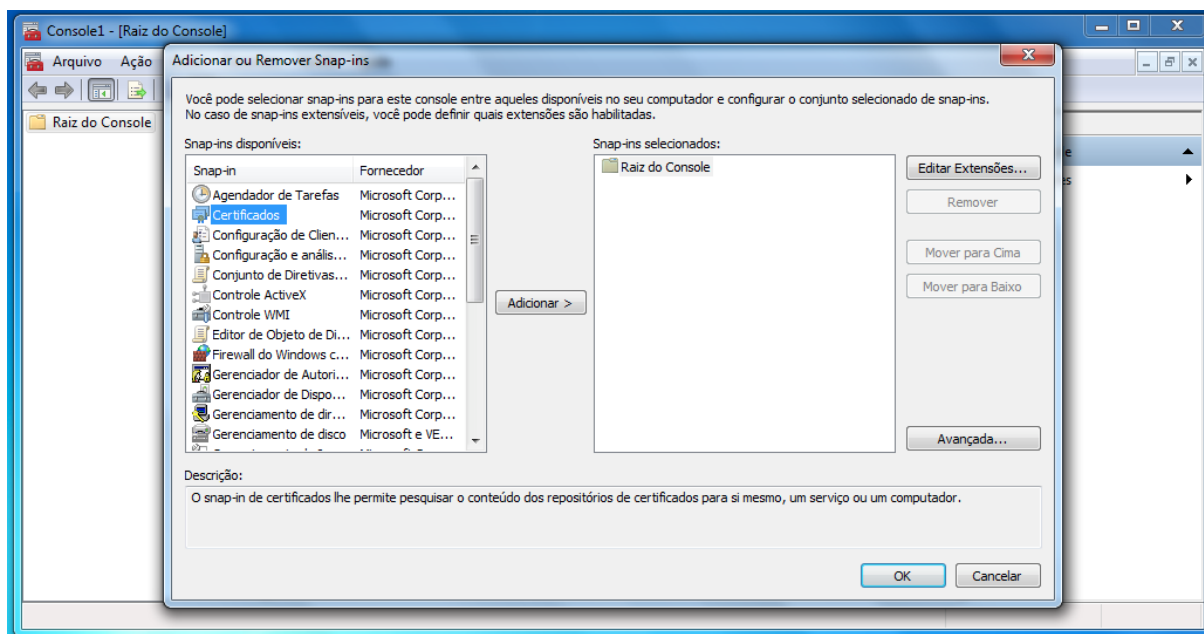 Console1 - [Raiz do Console]
Arquivo Ação
Adicionar ou Remover Snap-ins
Raiz do Console
Você pode selecionar snap-ins para este console entre aqueles disponíveis no seu computador e configurar o conjunto selecionado de snap-ins.
No caso de snap-ins extensíveis, você pode definir quais extensões são habilitadas.
Snap-ins disponíveis:
Snap-in Fornecedor
Agendador de Tarefas Microsoft Corp...
Certificados Microsoft Corp...
Configuração de Clien... Microsoft Corp...
Configuração e anális... Microsoft Corp...
Conjunto de Diretivas... Microsoft Corp...
Controle ActiveX Microsoft Corp...
Controle WMI Microsoft Corp...
Editor de Objeto de Di... Microsoft Corp...
Firewall do Windows c... Microsoft Corp...
Gerenciador de Autori... Microsoft Corp...
Gerenciador de Dispo... Microsoft Corp...
Gerenciamento de dir... Microsoft Corp...
Gerenciamento de disco Microsoft e VE...
Adicionar >
Snap-ins selecionados:
Raiz do Console
Editar Extensões...
Remover
Mover para Cima
Mover para Baixo
Avançada...
Descrição:
O snap-in de certificados lhe permite pesquisar o conteúdo dos repositórios de certificados para si mesmo, um serviço ou um computador.
OK Cancelar